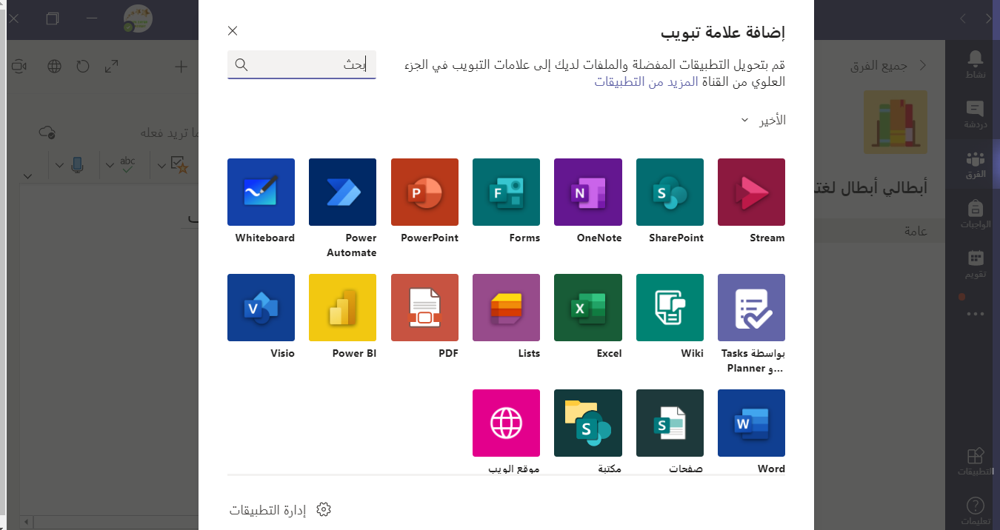 إضافة علامة تبويب
قم بتحويل التطبيقات المفضلة والملفات لديك إلى علامات التبويب في الجزء
العلوي من القناة المزيد من التطبيقات
بحث
الأخير
Stream
SharePoint
OneNote
Forms
PowerPoint
Power
Automate
Whiteboard
Tasks بواسطة
Planner و...
Wiki
Excel
Lists
PDF
Power BI
Visio
Word
صفحات
مكتبة
موقع الويب
إدارة التطبيقات
نشاط
دردشة
الفرق
الواجبات
تقويم
التطبيقات
تعليمات
جميع الفرق
أبطالي أبطال لغت
عامة
ما تريد فعله
abc